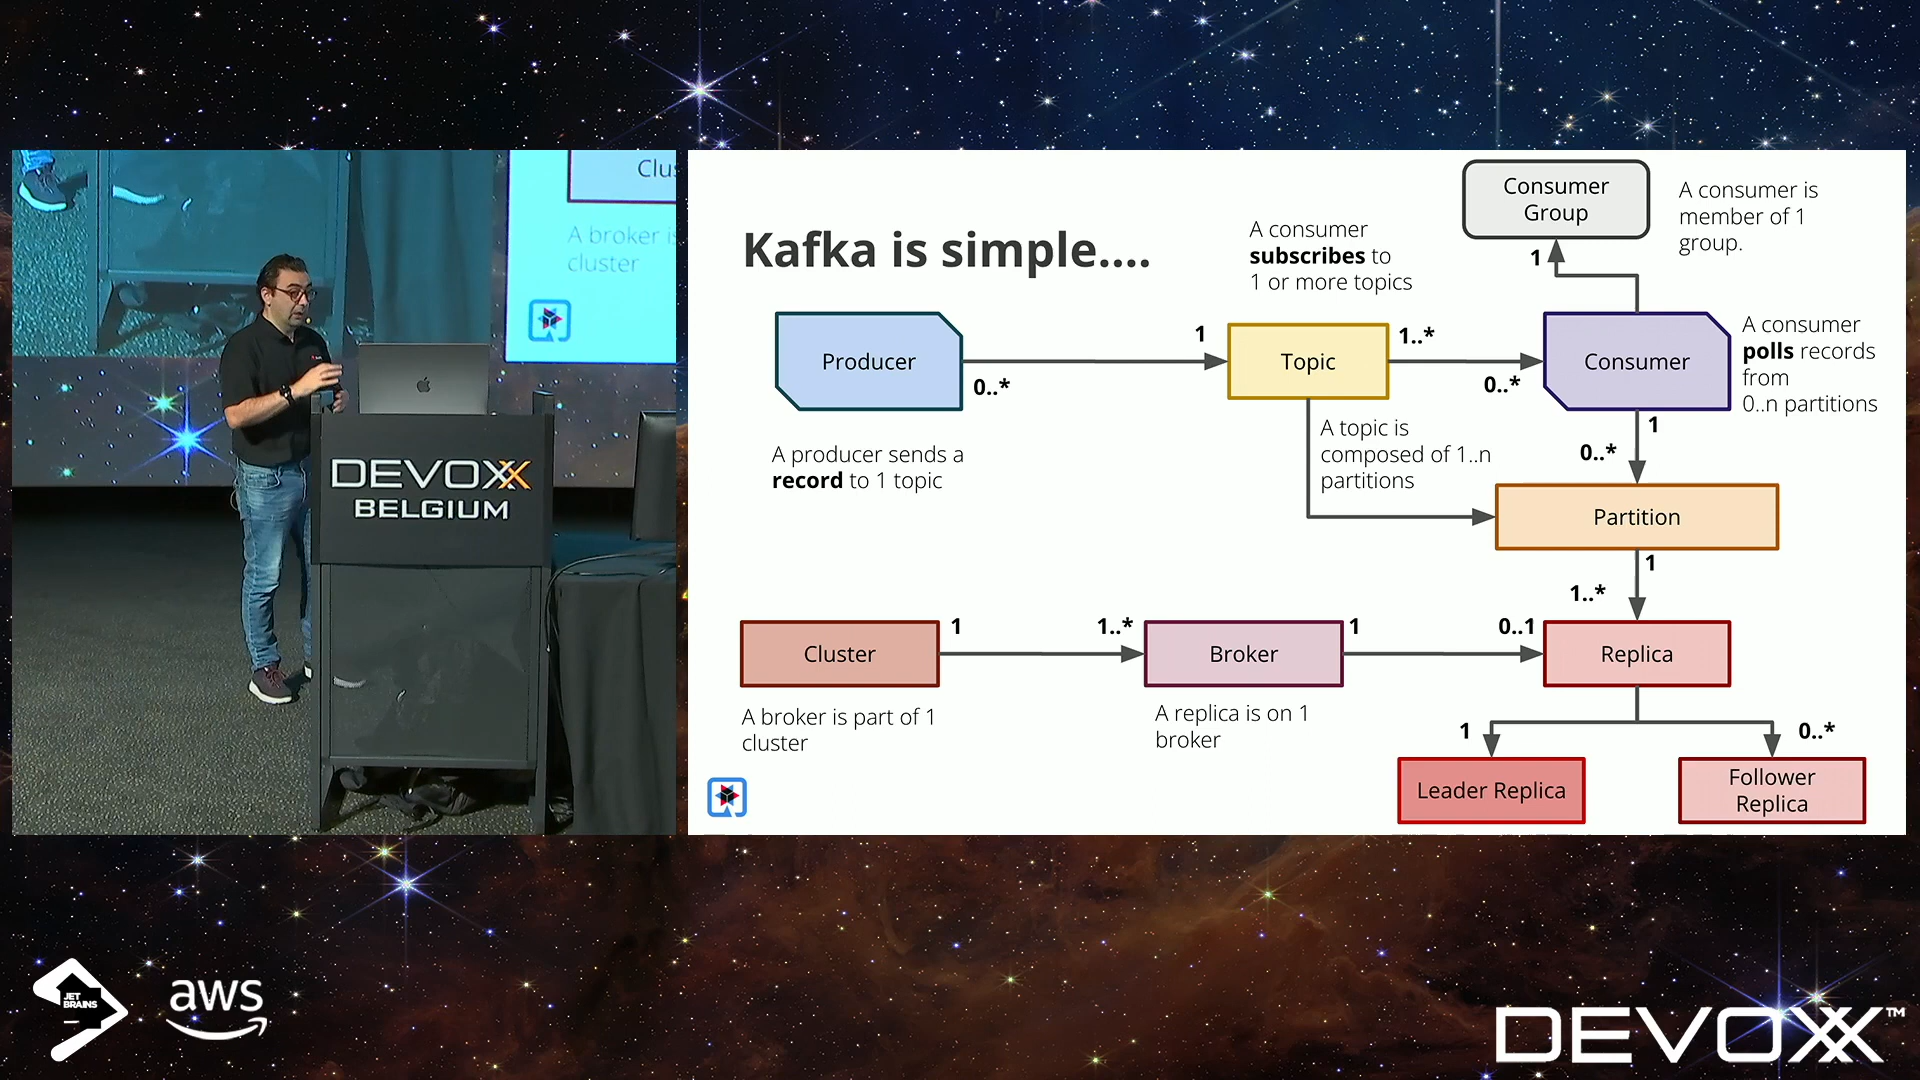 Clus
A broker is
cluster
DEVOXX
BELGIUM
Kafka is simple....
Consumer
Group
A consumer is
member of 1
group.
A consumer
subscribes to
1 or more topics
1
Producer
1
0..*
Topic
1..*
0..*
Consumer
A consumer
polls records
from
0..n partitions
A producer sends a
record to 1 topic
A topic is
composed of 1..n
partitions
1
0..*
Partition
1
1..*
Cluster
1
1..*
Broker
1
0..1
Replica
A broker is part of 1
cluster
A replica is on 1
broker
1
0..*
Leader Replica
Follower
Replica
JET
BRAINS
aws
DEVOXX™